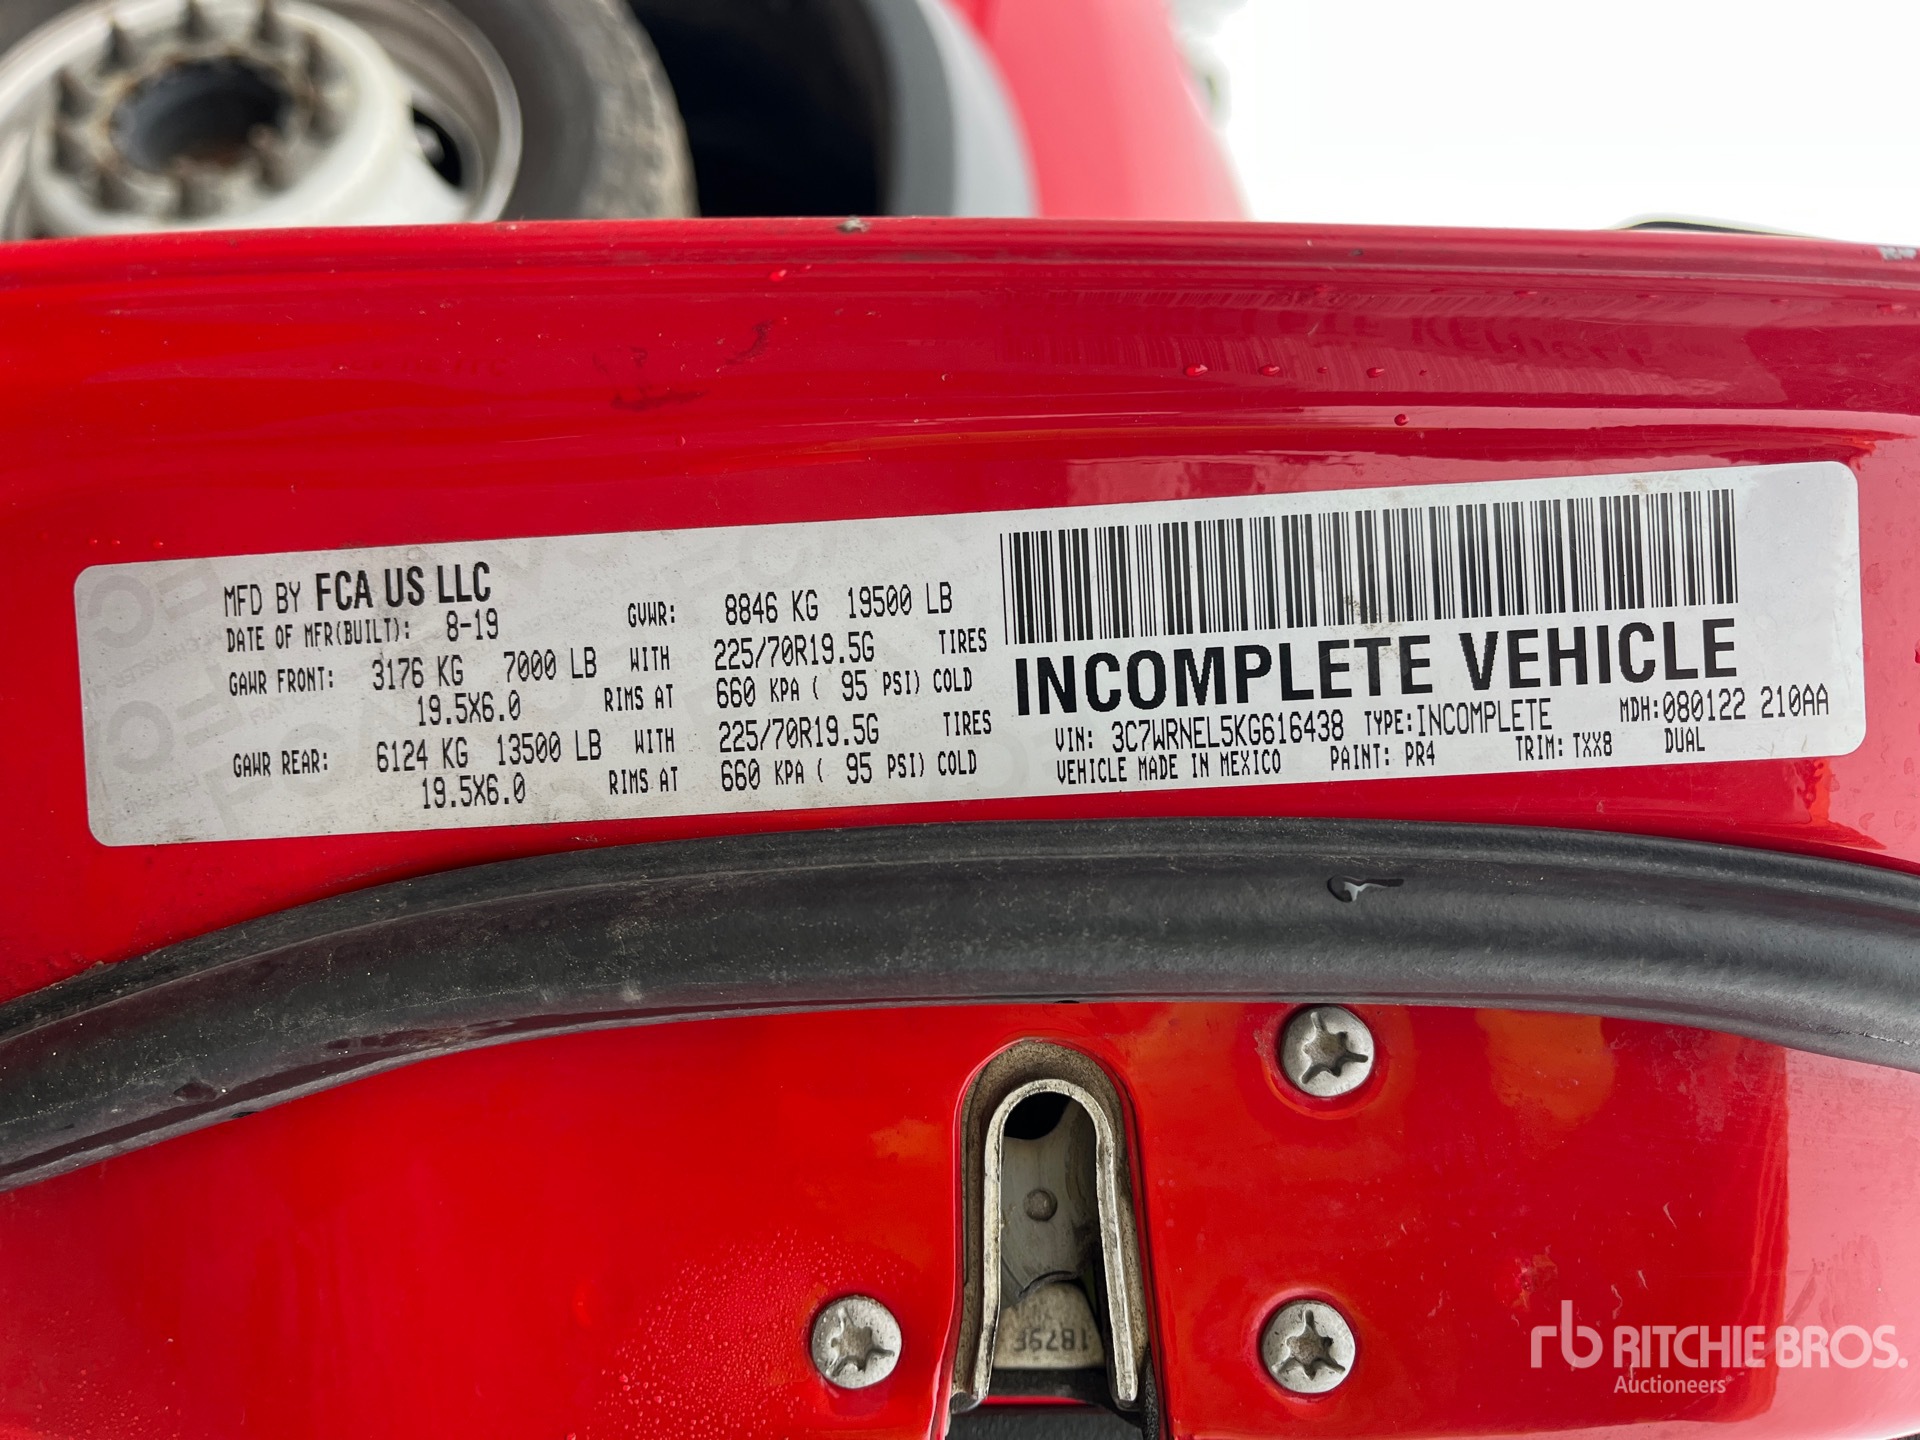 MFD BY FCA US LLC
DATE OF MFR(BUILT): 8-19 GVWR: 8846 KG 19500 LB
GAWR FRONT: 3176 KG 7000 LB WITH 225/70R19.5G TIRES
19.5X6.0 RIMS AT 660 KPA ( 95 PSI) COLD
GAWR REAR: 6124 KG 13500 LB WITH 225/70R19.5G TIRES
19.5X6.0 RIMS AT 660 KPA ( 95 PSI) COLD
INCOMPLETE VEHICLE
VIN: 3C7WRNEL5KG616438 TYPE:INCOMPLETE MDH:080122 210AA
VEHICLE MADE IN MEXICO PAINT: PR4 TRIM: TXX8 DUAL
rb RITCHIE BROS.
Auctioneers